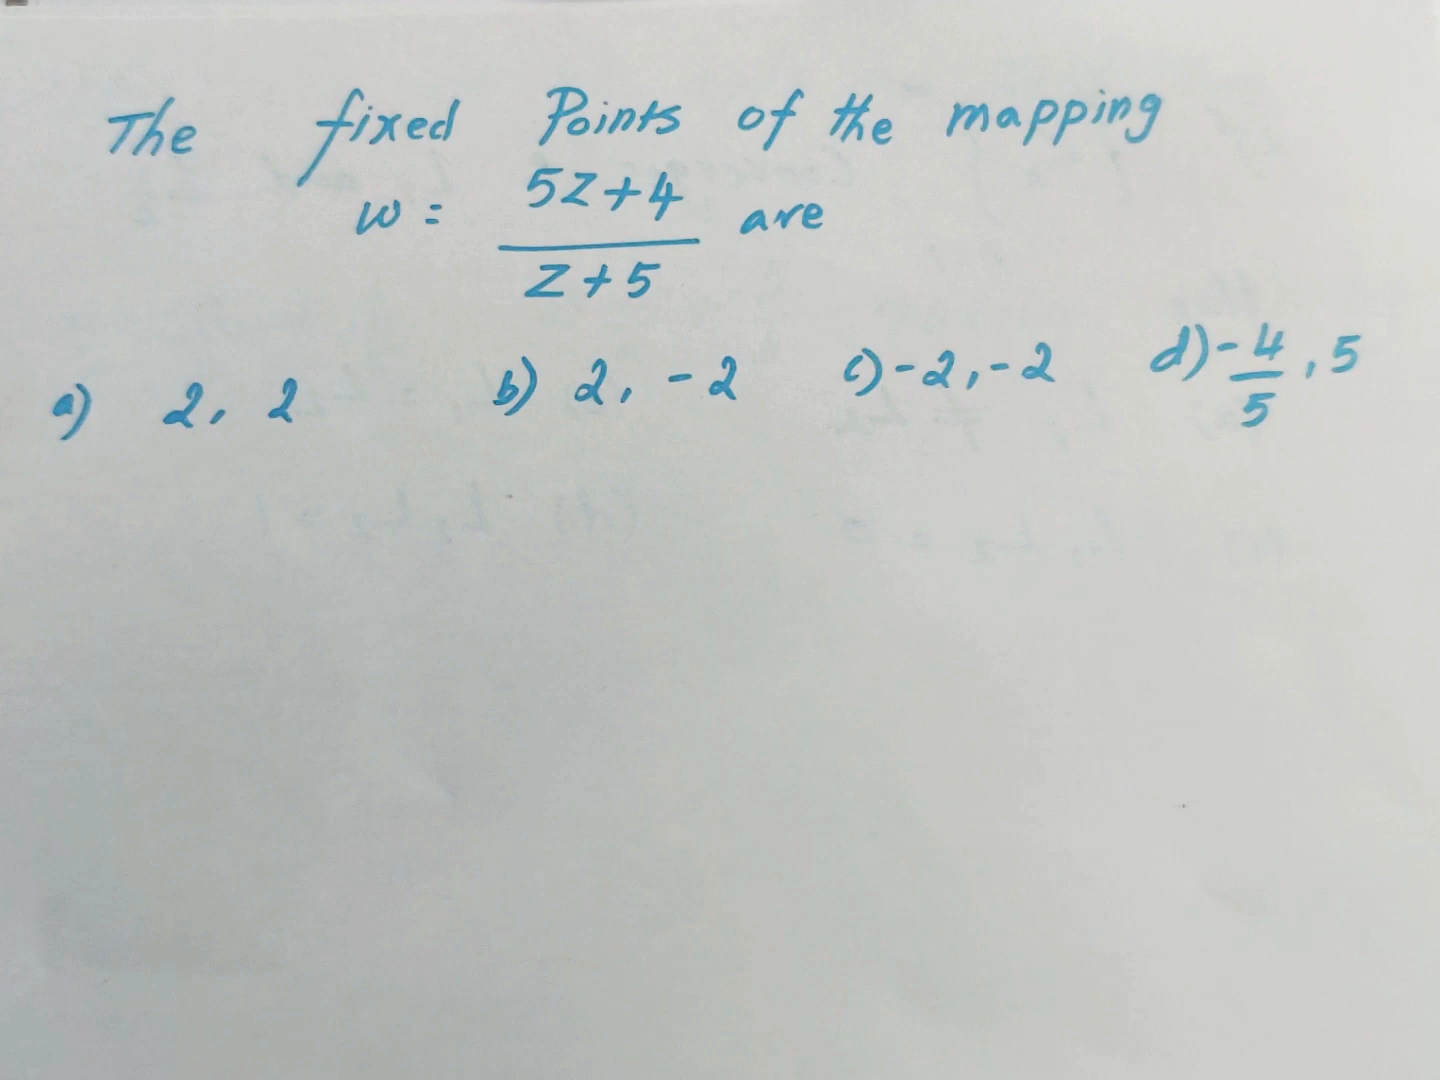 The fixed Points of the mapping
w = 5z+4 / z+5 are
a) 2, 2 b) 2, -2 c) -2, -2 d) -4/5, 5